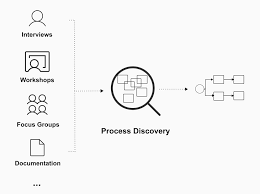 Interviews
Workshops
Focus Groups
Documentation
...
Process Discovery